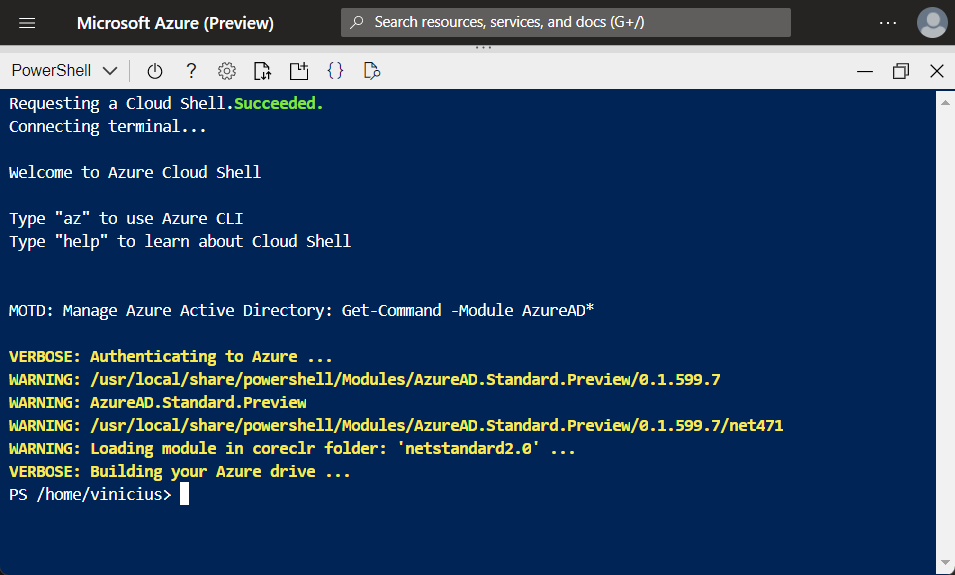 Microsoft Azure (Preview)
Search resources, services, and docs (G+/)
PowerShell
Requesting a Cloud Shell.Succeeded.
Connecting terminal...
Welcome to Azure Cloud Shell
Type "az" to use Azure CLI
Type "help" to learn about Cloud Shell
MOTD: Manage Azure Active Directory: Get-Command -Module AzureAD*
VERBOSE: Authenticating to Azure ...
WARNING: /usr/local/share/powershell/Modules/AzureAD.Standard.Preview/0.1.599.7
WARNING: AzureAD.Standard.Preview
WARNING: /usr/local/share/powershell/Modules/AzureAD.Standard.Preview/0.1.599.7/net471
WARNING: Loading module in coreclr folder: 'netstandard2.0' ...
VERBOSE: Building your Azure drive ...
PS /home/vinicius>